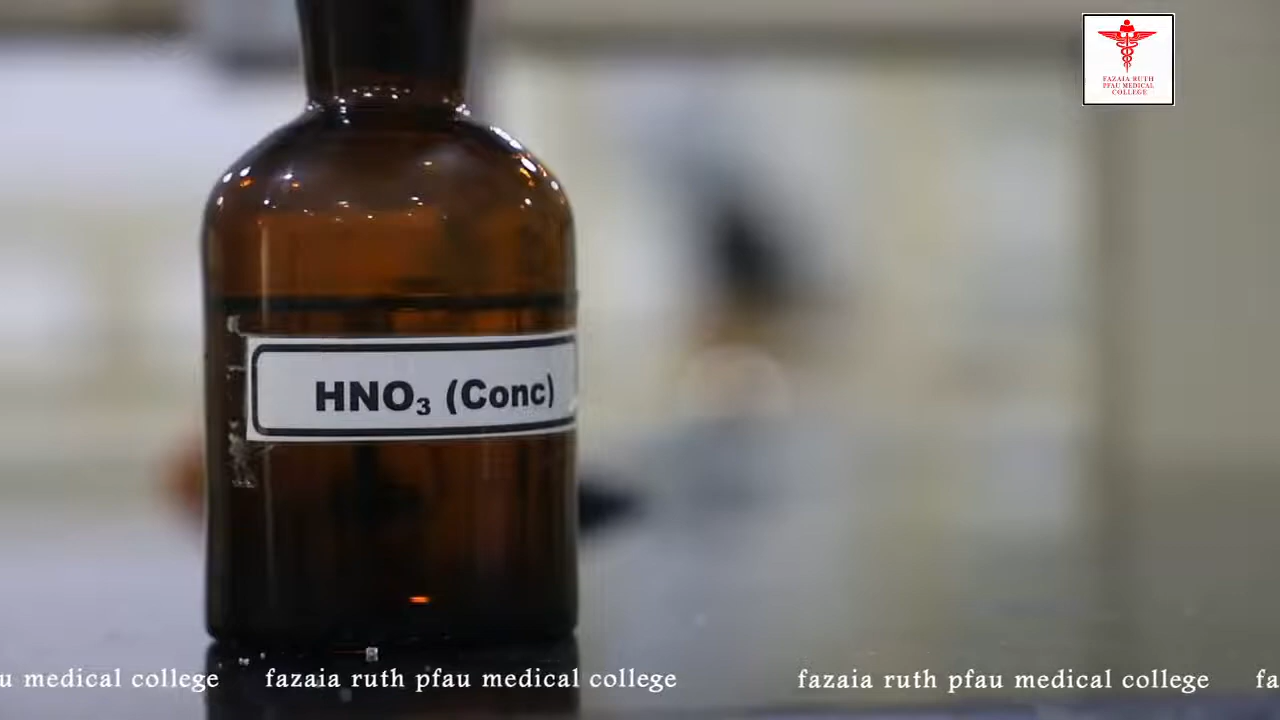 FAZAIA RUTH
PFAU MEDICAL
COLLEGE
HNO₃ (Conc)
u medical college fazaia ruth pfau medical college fazaia ruth pfau medical college fa